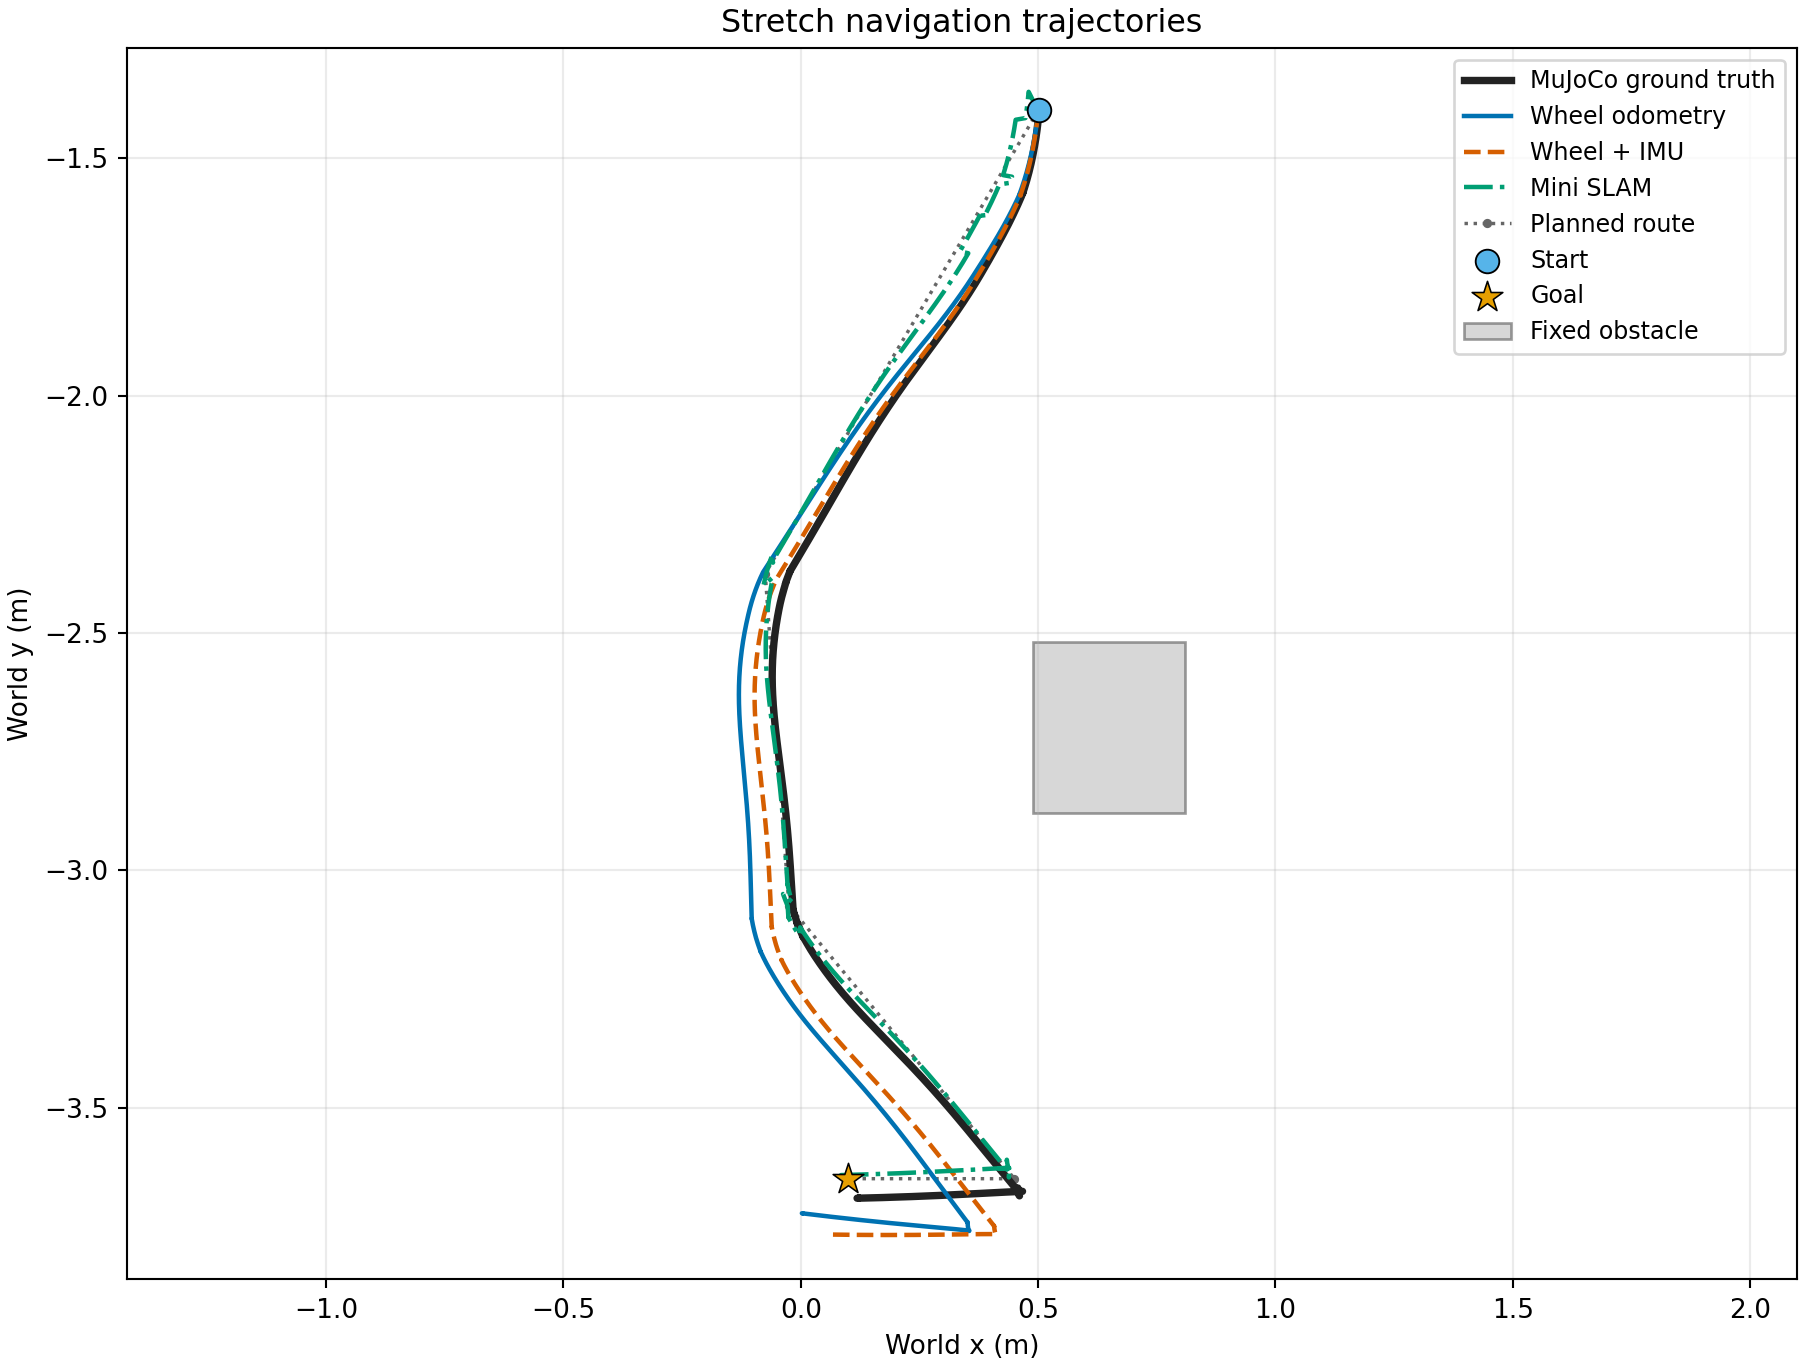 Stretch navigation trajectories
MuJoCo ground truth
Wheel odometry
Wheel + IMU
Mini SLAM
Planned route
Start
Goal
Fixed obstacle
World y (m)
−1.5
−2.0
−2.5
−3.0
−3.5
−1.0 −0.5 0.0 0.5 1.0 1.5 2.0
World x (m)